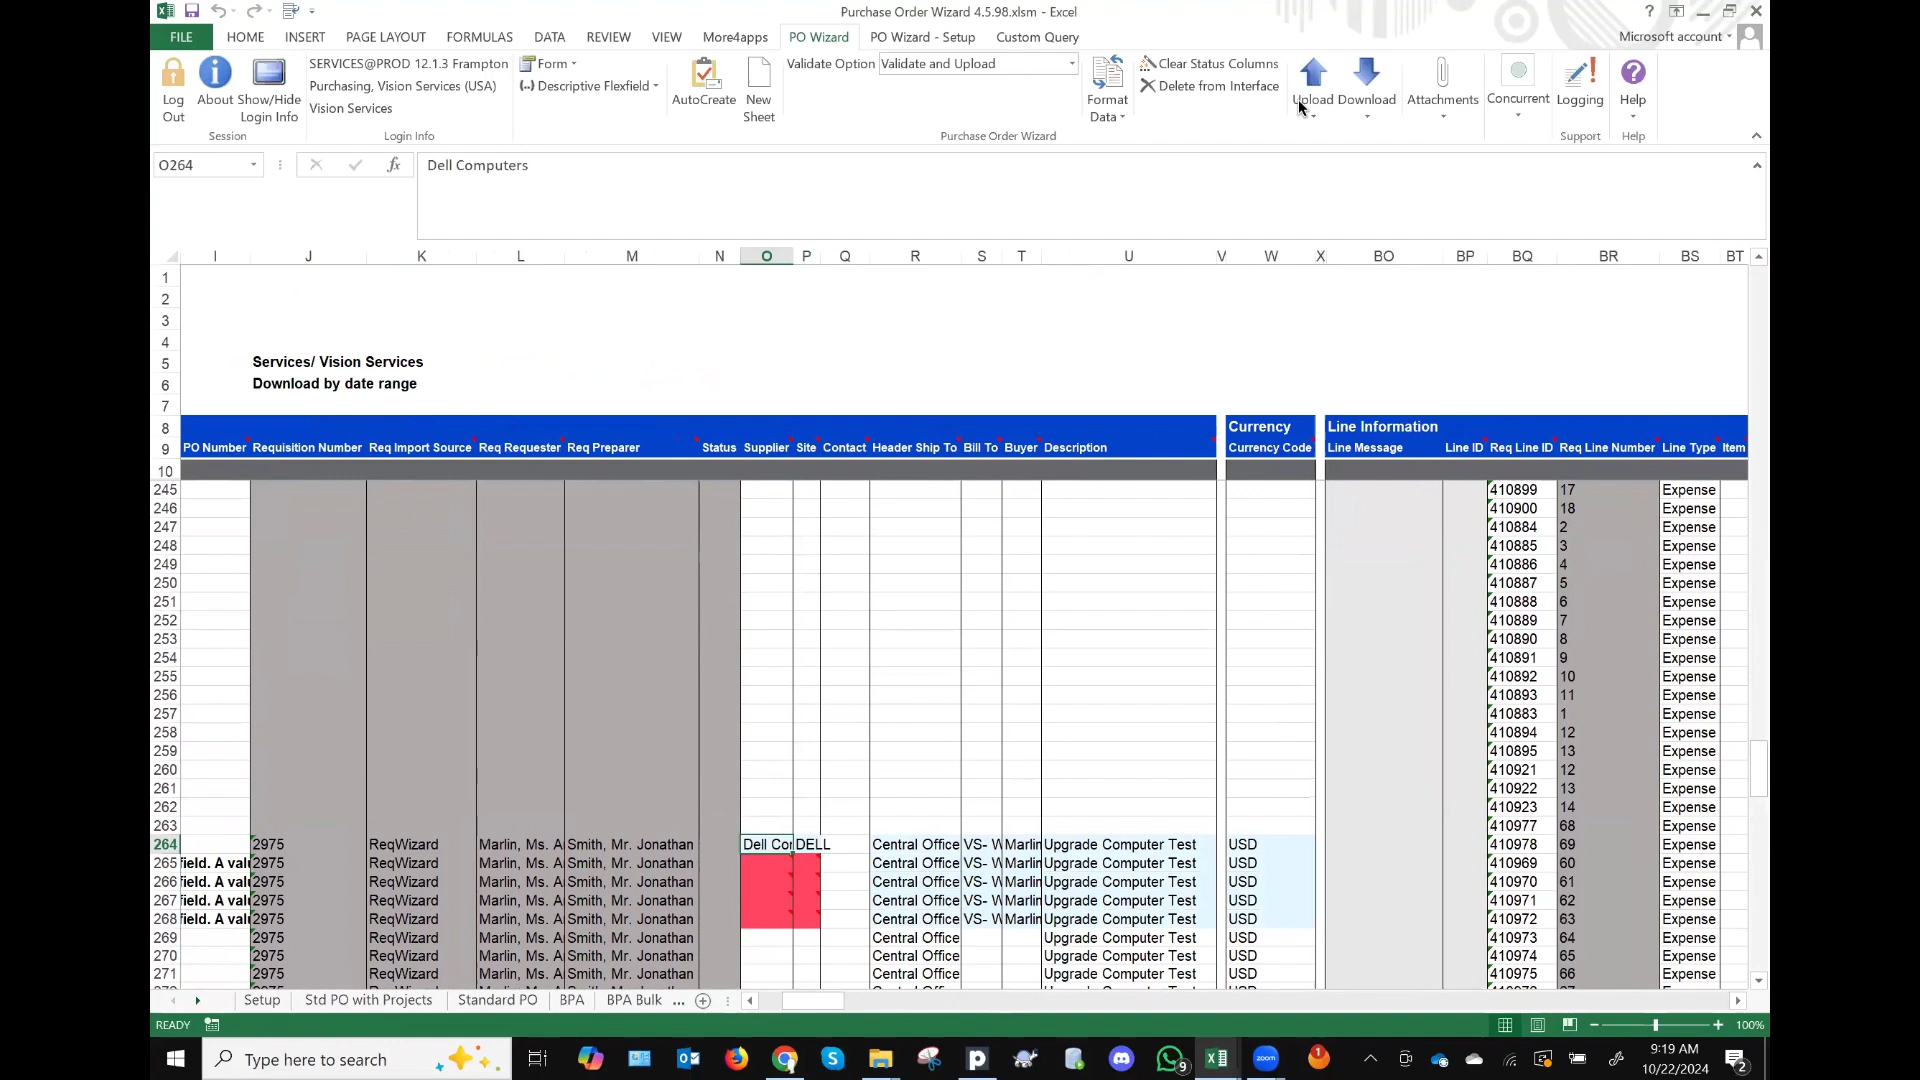 Purchase Order Wizard 4.5.98.xlsm - Excel
FILE HOME INSERT PAGE LAYOUT FORMULAS DATA REVIEW VIEW More4apps PO Wizard PO Wizard - Setup Custom Query Microsoft account
Log Out
About
Show/Hide Login Info
Session
SERVICES@PROD 12.1.3 Frampton
Purchasing, Vision Services (USA)
Vision Services
Login Info
Form
Descriptive Flexfield
AutoCreate
New Sheet
Validate Option Validate and Upload
Format Data
Clear Status Columns
Delete from Interface
Upload Download
Attachments
Concurrent
Logging
Help
Purchase Order Wizard
Support
Help
O264 fx Dell Computers
I J K L M N O P Q R S T U V W X BO BP BQ BR BS BT
1
2
3
4
5 Services/ Vision Services
6 Download by date range
7
8 Currency Line Information
9 PO Number Requisition Number Req Import Source Req Requester Req Preparer Status Supplier Site Contact Header Ship To Bill To Buyer Description Currency Code Line Message Line ID Req Line ID Req Line Number Line Type Item
10
245 410899 17 Expense
246 410900 18 Expense
247 410884 2 Expense
248 410885 3 Expense
249 410886 4 Expense
250 410887 5 Expense
251 410888 6 Expense
252 410889 7 Expense
253 410890 8 Expense
254 410891 9 Expense
255 410892 10 Expense
256 410893 11 Expense
257 410883 1 Expense
258 410894 12 Expense
259 410895 13 Expense
260 410921 12 Expense
261 410922 13 Expense
262 410923 14 Expense
263 410977 68 Expense
264 2975 ReqWizard Marlin, Ms. A Smith, Mr. Jonathan Dell Cor DELL Central Office VS- W Marlin Upgrade Computer Test USD 410978 69 Expense
265 field. A valu 2975 ReqWizard Marlin, Ms. A Smith, Mr. Jonathan Central Office VS- W Marlin Upgrade Computer Test USD 410969 60 Expense
266 field. A valu 2975 ReqWizard Marlin, Ms. A Smith, Mr. Jonathan Central Office VS- W Marlin Upgrade Computer Test USD 410970 61 Expense
267 field. A valu 2975 ReqWizard Marlin, Ms. A Smith, Mr. Jonathan Central Office VS- W Marlin Upgrade Computer Test USD 410971 62 Expense
268 field. A valu 2975 ReqWizard Marlin, Ms. A Smith, Mr. Jonathan Central Office VS- W Marlin Upgrade Computer Test USD 410972 63 Expense
269 2975 ReqWizard Marlin, Ms. A Smith, Mr. Jonathan Central Office Upgrade Computer Test USD 410973 64 Expense
270 2975 ReqWizard Marlin, Ms. A Smith, Mr. Jonathan Central Office Upgrade Computer Test USD 410974 65 Expense
271 2975 ReqWizard Marlin, Ms. A Smith, Mr. Jonathan Central Office Upgrade Computer Test USD 410975 66 Expense
Setup Std PO with Projects Standard PO BPA BPA Bulk ...
READY 100%
Type here to search
9
1
9:19 AM
10/22/2024
2